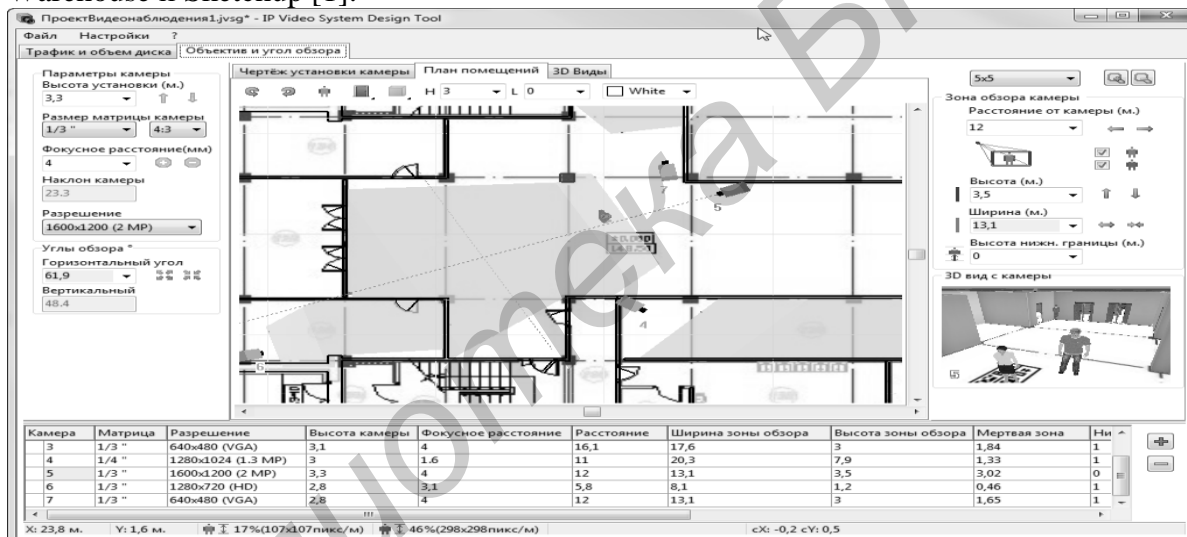 Warehouse и Sketchup [1].
ПроектВидеонаблюдения1.jvsg* - IP Video System Design Tool
Файл Настройки ?
Трафик и объем диска Объектив и угол обзора
Параметры камеры
Высота установки (м.)
3,3
Размер матрицы камеры
1/3 " 4:3
Фокусное расстояние(мм)
4
Наклон камеры
23.3
Разрешение
1600x1200 (2 MP)
Углы обзора *
Горизонтальный угол
61,9
Вертикальный
48.4
Чертёж установки камеры План помещений 3D Виды
H 3 L 0 White
7
5
4
6
5x5
Зона обзора камеры
Расстояние от камеры (м.)
12
Высота (м.)
3,5
Ширина (м.)
13,1
Высота нижн. границы (м.)
0
3D вид с камеры
5
Камера Матрица Разрешение Высота камеры Фокусное расстояние Расстояние Ширина зоны обзора Высота зоны обзора Мертвая зона Ни
3 1/3 " 640x480 (VGA) 3,1 4 16,1 17,6 3 1,84 1
4 1/4 " 1280x1024 (1.3 MP) 3 1.6 11 20,3 7,9 1,33 1
5 1/3 " 1600x1200 (2 MP) 3,3 4 12 13,1 3,5 3,02 0
6 1/3 " 1280x720 (HD) 2,8 3,1 5,8 8,1 1,2 0,46 1
7 1/3 " 640x480 (VGA) 2,8 4 12 13,1 3 1,65 1
X: 23,8 м. Y: 1,6 м. 17%(107x107пикс/м) 46%(298x298пикс/м) cX: -0,2 cY: 0,5